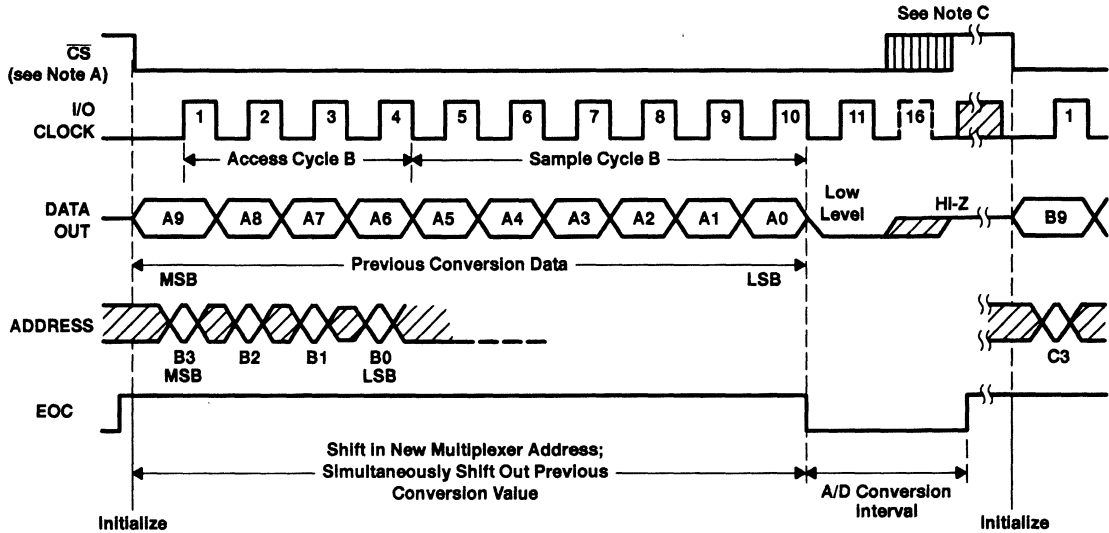 See Note C
CS
(see Note A)
I/O
CLOCK
1 2 3 4 5 6 7 8 9 10 11 16 1
Access Cycle B
Sample Cycle B
DATA
OUT
A9 A8 A7 A6 A5 A4 A3 A2 A1 A0
Low
Level
HI-Z
B9
Previous Conversion Data
MSB
LSB
ADDRESS
B3 B2 B1 B0
MSB LSB
C3
EOC
Shift in New Multiplexer Address;
Simultaneously Shift Out Previous
Conversion Value
A/D Conversion
Interval
Initialize
Initialize